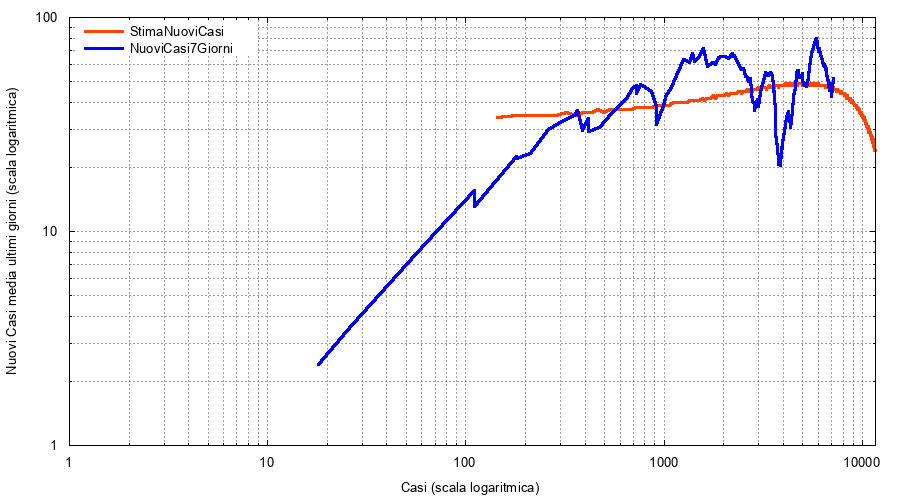 100
StimaNuoviCasi
NuoviCasi7Giorni
10
1
Nuovi Casi media ultimi giorni (scala logaritmica)
1 10 100 1000 10000
Casi (scala logaritmica)